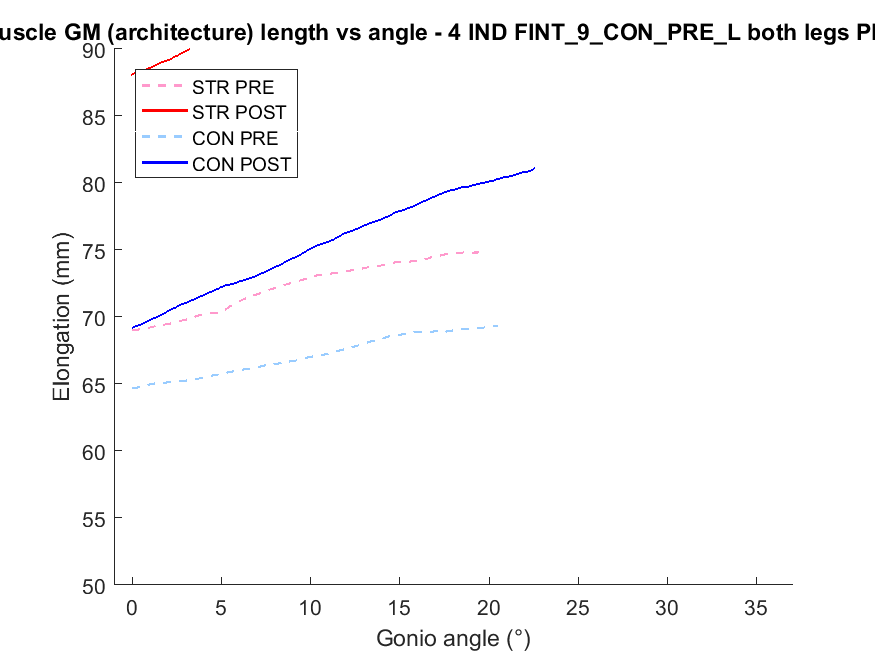 uscle GM (architecture) length vs angle - 4 IND FINT_9_CON_PRE_L both legs P
90
85
80
75
70
65
60
55
50
Elongation (mm)
STR PRE
STR POST
CON PRE
CON POST
0 5 10 15 20 25 30 35
Gonio angle (°)